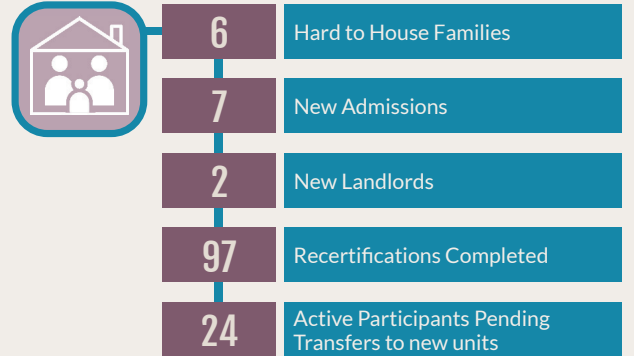 6
Hard to House Families
7
New Admissions
2
New Landlords
97
Recertifications Completed
24
Active Participants Pending
Transfers to new units